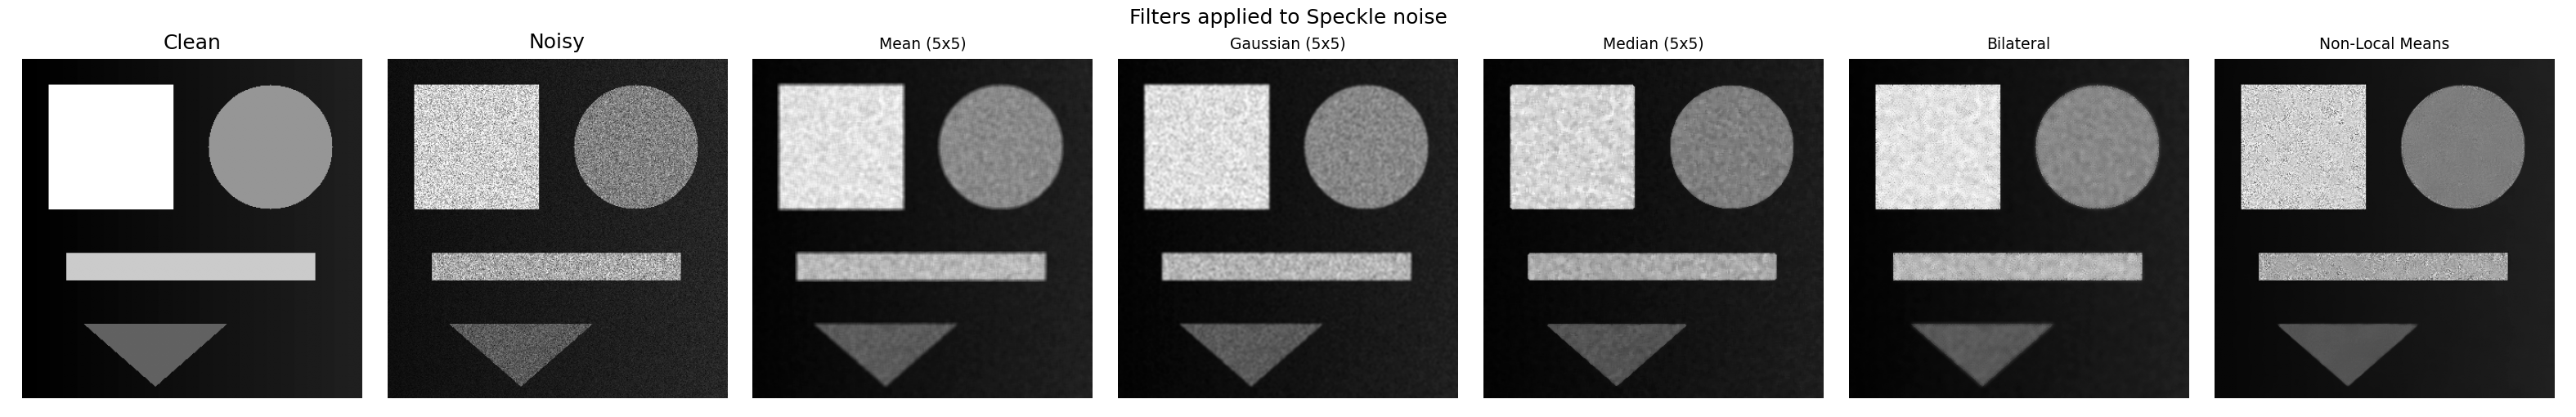 Filters applied to Speckle noise
Clean
Noisy
Mean (5x5)
Gaussian (5x5)
Median (5x5)
Bilateral
Non-Local Means